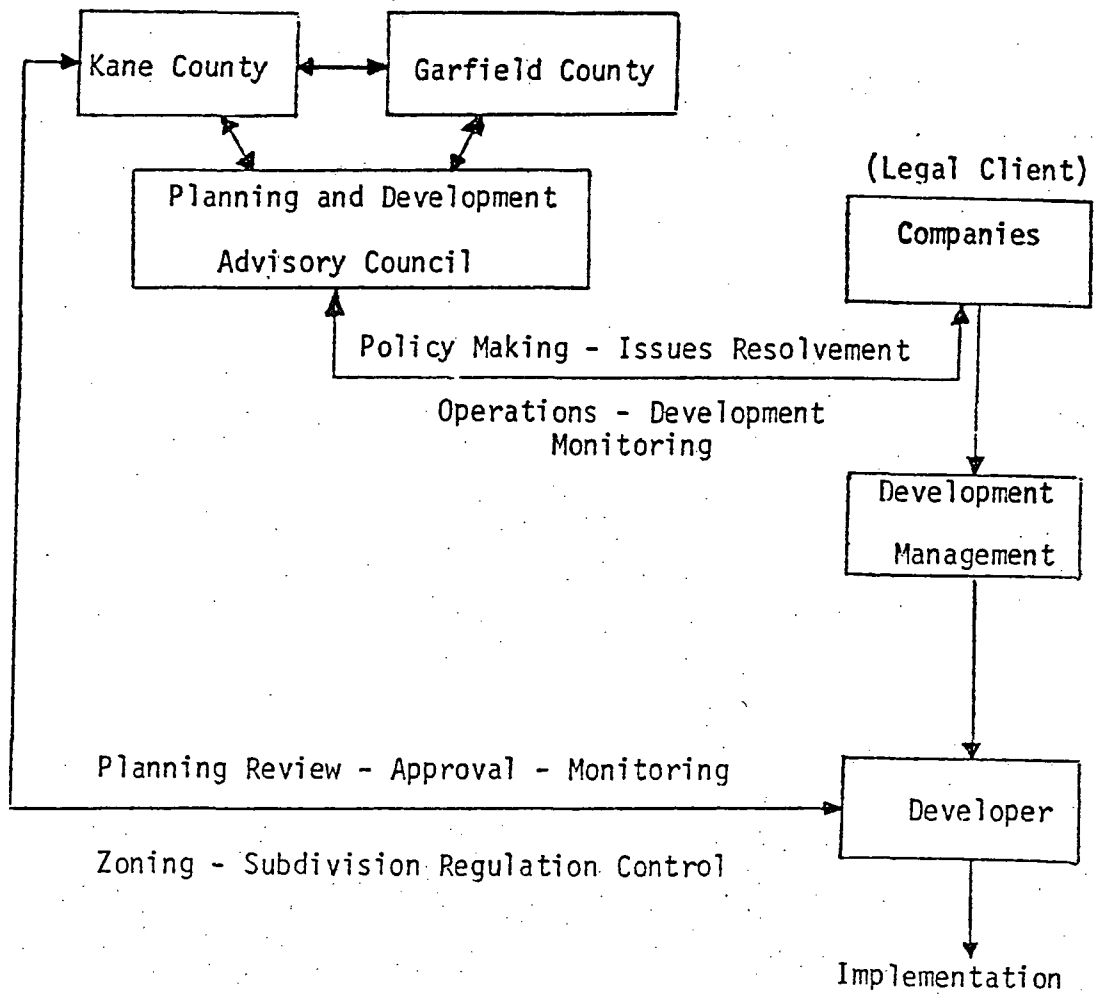 Kane County
Garfield County
Planning and Development
Advisory Council
(Legal Client)
Companies
Policy Making - Issues Resolvement
Operations - Development
Monitoring
Development
Management
Planning Review - Approval - Monitoring
Developer
Zoning - Subdivision Regulation Control
Implementation